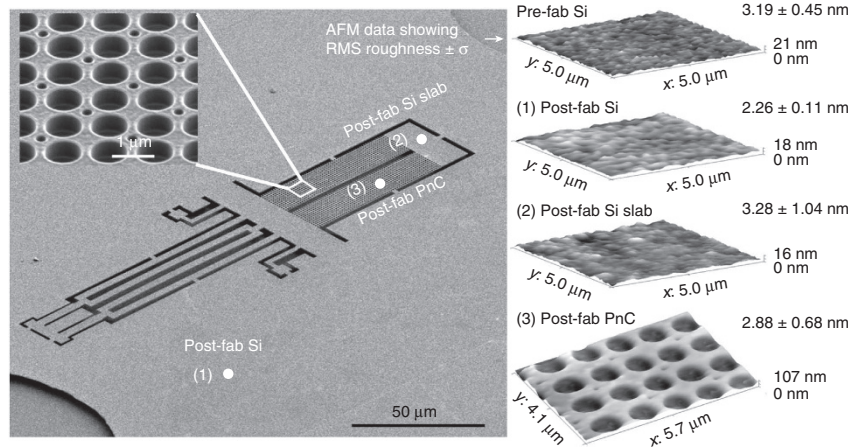 AFM data showing
RMS roughness ± σ
1 μm
Post-fab Si slab
(2)
(3)
Post-fab PnC
Post-fab Si
(1)
50 μm
Pre-fab Si
3.19 ± 0.45 nm
21 nm
0 nm
y: 5.0 μm
x: 5.0 μm
(1) Post-fab Si
2.26 ± 0.11 nm
18 nm
0 nm
y: 5.0 μm
x: 5.0 μm
(2) Post-fab Si slab
3.28 ± 1.04 nm
16 nm
0 nm
y: 5.0 μm
x: 5.0 μm
(3) Post-fab PnC
2.88 ± 0.68 nm
107 nm
0 nm
y: 4.1 μm
x: 5.7 μm